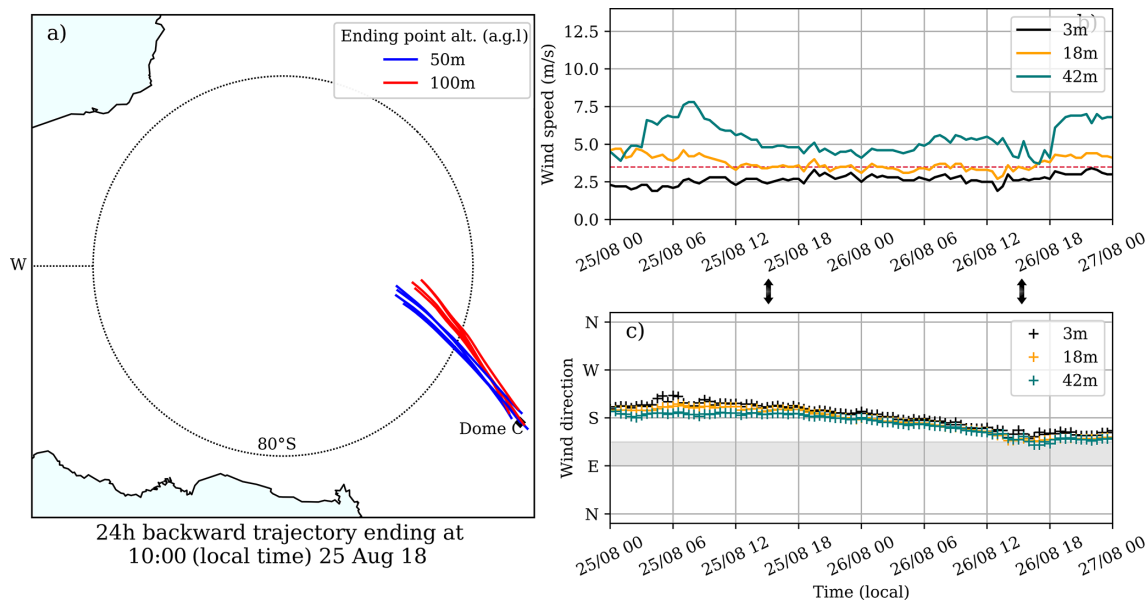 a)
Ending point alt. (a.g.l)
50m
100m
W
80°S
Dome C
24h backward trajectory ending at
10:00 (local time) 25 Aug 18
b)
3m
18m
42m
Wind speed (m/s)
12.5
10.0
7.5
5.0
2.5
0.0
25/08 00
25/08 06
25/08 12
25/08 18
26/08 00
26/08 06
26/08 12
26/08 18
27/08 00
c)
3m
18m
42m
Wind direction
N
W
S
E
N
25/08 00
25/08 06
25/08 12
25/08 18
26/08 00
26/08 06
26/08 12
26/08 18
27/08 00
Time (local)